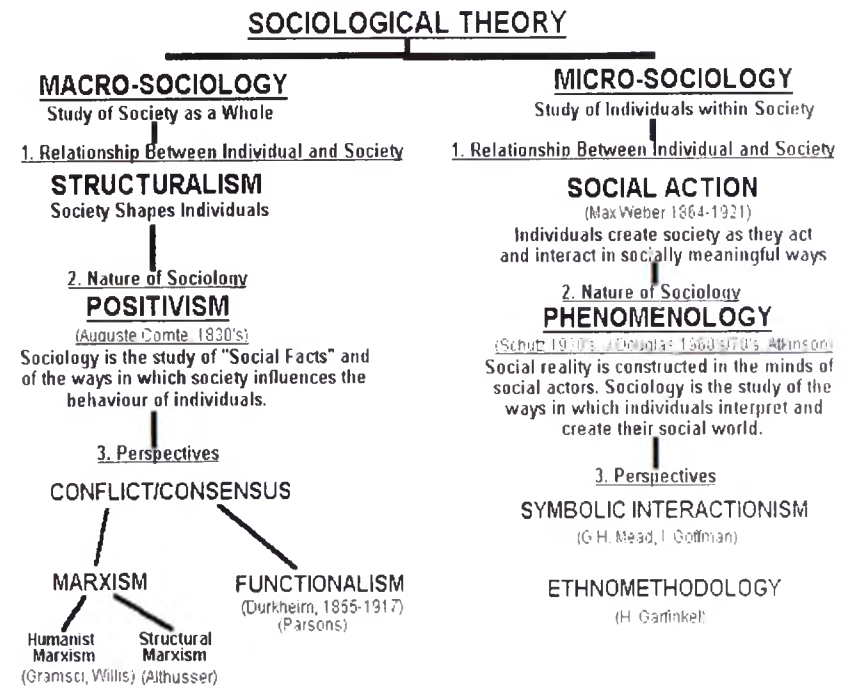 SOCIOLOGICAL THEORY
MACRO-SOCIOLOGY
Study of Society as a Whole
1. Relationship Between Individual and Society
STRUCTURALISM
Society Shapes Individuals
2. Nature of Sociology
POSITIVISM
(Auguste Comte, 1830's)
Sociology is the study of "Social Facts" and
of the ways in which society influences the
behaviour of individuals.
3. Perspectives
CONFLICT/CONSENSUS
MARXISM
FUNCTIONALISM
(Durkheim, 1855-1917)
(Parsons)
Humanist
Marxism
(Gramsci, Willis)
Structural
Marxism
(Althusser)
MICRO-SOCIOLOGY
Study of Individuals within Society
1. Relationship Between Individual and Society
SOCIAL ACTION
(Max Weber 1864-1921)
Individuals create society as they act
and interact in socially meaningful ways
2. Nature of Sociology
PHENOMENOLOGY
(Schutz 1930's, J Douglas 1960's/70's, Atkinson)
Social reality is constructed in the minds of
social actors. Sociology is the study of the
ways in which individuals interpret and
create their social world.
3. Perspectives
SYMBOLIC INTERACTIONISM
(G.H. Mead, I. Goffman)
ETHNOMETHODOLOGY
(H. Garfinkel)